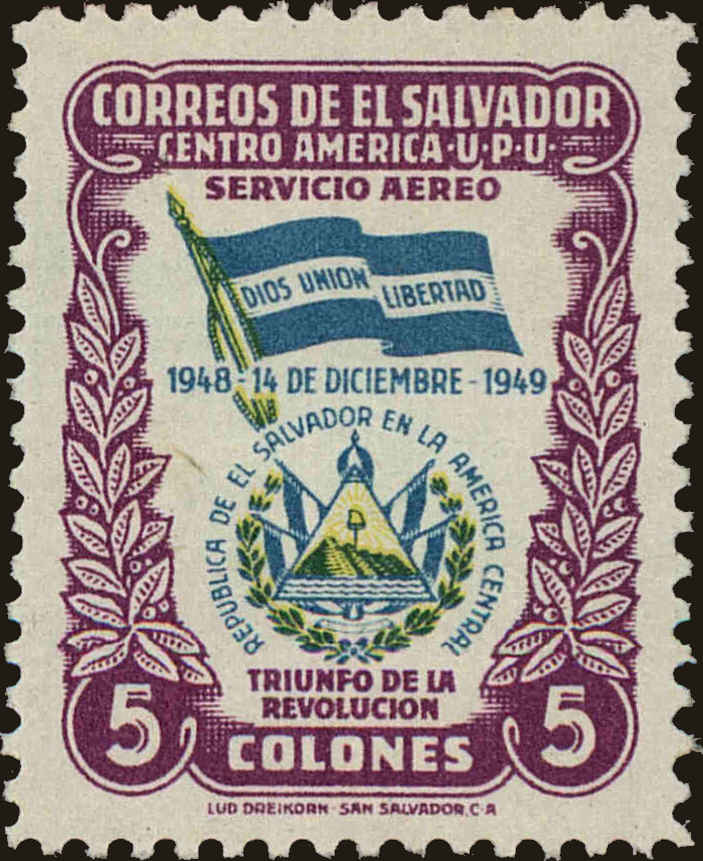 CORREOS DE EL SALVADOR
CENTRO AMERICA·U·P·U·
SERVICIO AEREO
DIOS UNION LIBERTAD
1948-14 DE DICIEMBRE-1949
REPUBLICA DE EL SALVADOR EN LA AMERICA CENTRAL
TRIUNFO DE LA
REVOLUCION
5 COLONES 5
LUD DREIKORN-SAN SALVADOR, C·A